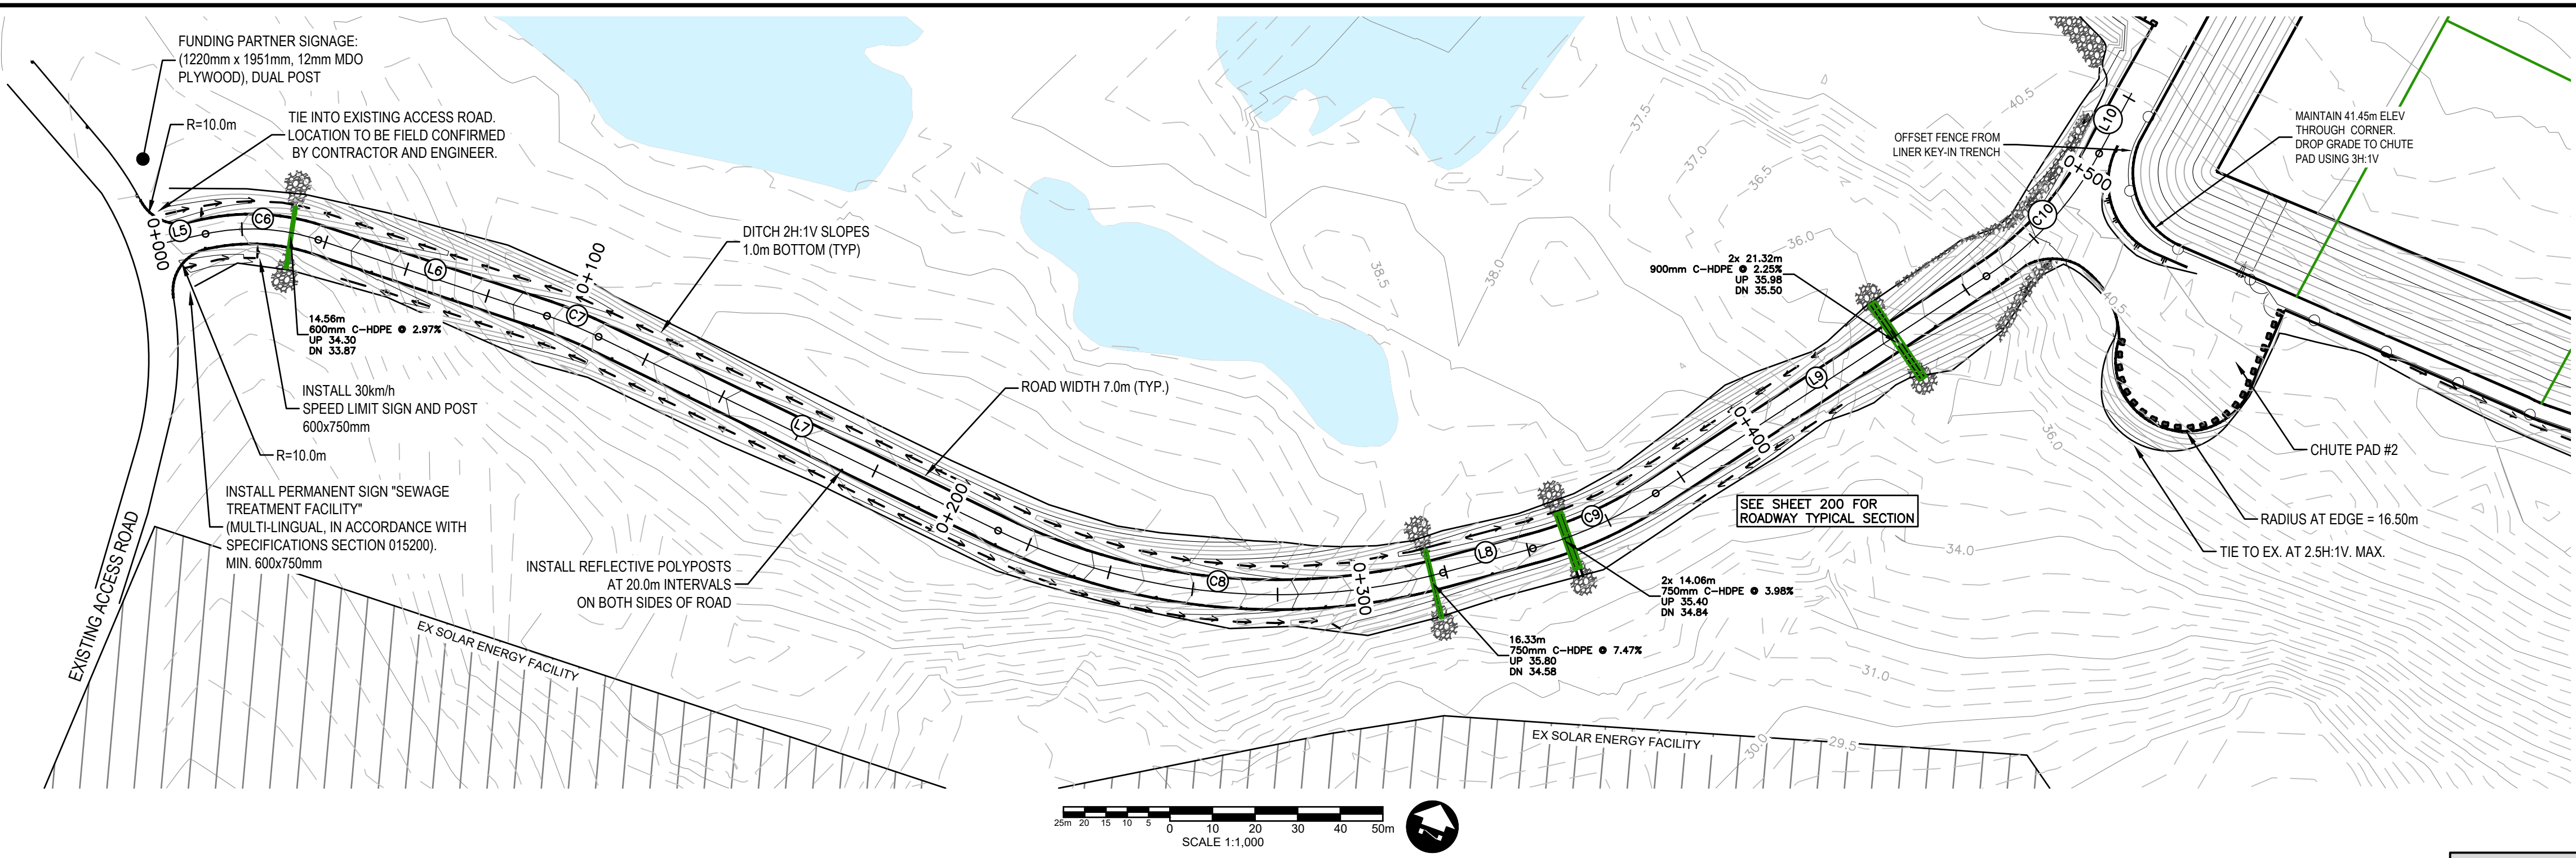 FUNDING PARTNER SIGNAGE:
(1220mm x 1951mm, 12mm MDO
PLYWOOD), DUAL POST
R=10.0m
TIE INTO EXISTING ACCESS ROAD.
LOCATION TO BE FIELD CONFIRMED
BY CONTRACTOR AND ENGINEER.
0+000
L5
C6
L6
0+100
C7
DITCH 2H:1V SLOPES
1.0m BOTTOM (TYP)
14.56m
600mm C-HDPE @ 2.97%
UP 34.30
DN 33.87
INSTALL 30km/h
SPEED LIMIT SIGN AND POST
600x750mm
R=10.0m
INSTALL PERMANENT SIGN "SEWAGE
TREATMENT FACILITY"
(MULTI-LINGUAL, IN ACCORDANCE WITH
SPECIFICATIONS SECTION 015200).
MIN. 600x750mm
EXISTING ACCESS ROAD
EX SOLAR ENERGY FACILITY
L7
ROAD WIDTH 7.0m (TYP.)
0+200
INSTALL REFLECTIVE POLYPOSTS
AT 20.0m INTERVALS
ON BOTH SIDES OF ROAD
C8
0+300
L8
C9
16.33m
750mm C-HDPE @ 7.47%
UP 35.80
DN 34.58
2x 14.06m
750mm C-HDPE @ 3.98%
UP 35.40
DN 34.84
0+400
L9
2x 21.32m
900mm C-HDPE @ 2.25%
UP 35.98
DN 35.50
SEE SHEET 200 FOR
ROADWAY TYPICAL SECTION
38.5
38.0
37.5
37.0
36.5
36.0
40.5
OFFSET FENCE FROM
LINER KEY-IN TRENCH
L10
0+500
C10
MAINTAIN 41.45m ELEV
THROUGH CORNER.
DROP GRADE TO CHUTE
PAD USING 3H:1V
40.5
36.0
CHUTE PAD #2
RADIUS AT EDGE = 16.50m
TIE TO EX. AT 2.5H:1V. MAX.
34.0
31.0
30.0
29.5
EX SOLAR ENERGY FACILITY
25m 20 15 10 5 0 10 20 30 40 50m
SCALE 1:1,000